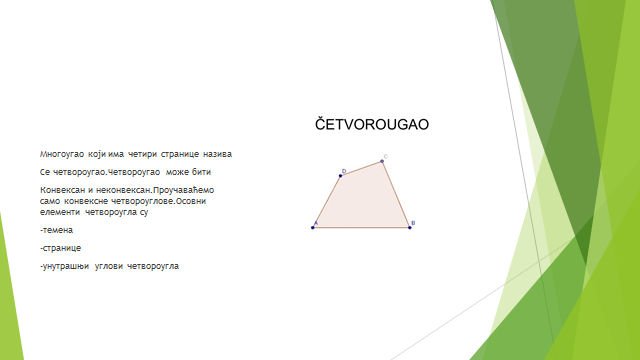 ČETVOROUGAO
Многоугао који има четири странице назива
Се четвороугао.Четвороугао може бити
Конвексан и неконвексан.Проучаваћемо
само конвексне четвороуглове.Осовни
елементи четвороугла су
-темена
-странице
-унутрашњи углови четвороугла
D
C
A
B